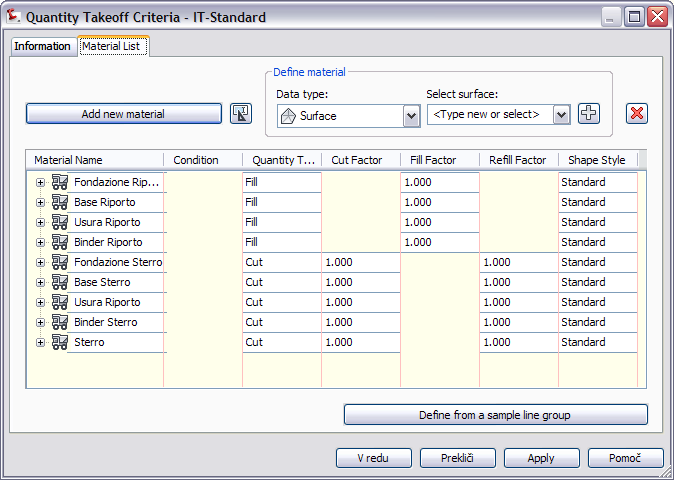 Quantity Takeoff Criteria - IT-Standard
Information Material List
Define material
Data type: Select surface:
Add new material Surface <Type new or select>
Material Name Condition Quantity T... Cut Factor Fill Factor Refill Factor Shape Style
Fondazione Rip... Fill 1.000 Standard
Base Riporto Fill 1.000 Standard
Usura Riporto Fill 1.000 Standard
Binder Riporto Fill 1.000 Standard
Fondazione Sterro Cut 1.000 1.000 Standard
Base Sterro Cut 1.000 1.000 Standard
Usura Riporto Cut 1.000 1.000 Standard
Binder Sterro Cut 1.000 1.000 Standard
Sterro Cut 1.000 1.000 Standard
Define from a sample line group
V redu Prekliči Apply Pomoč